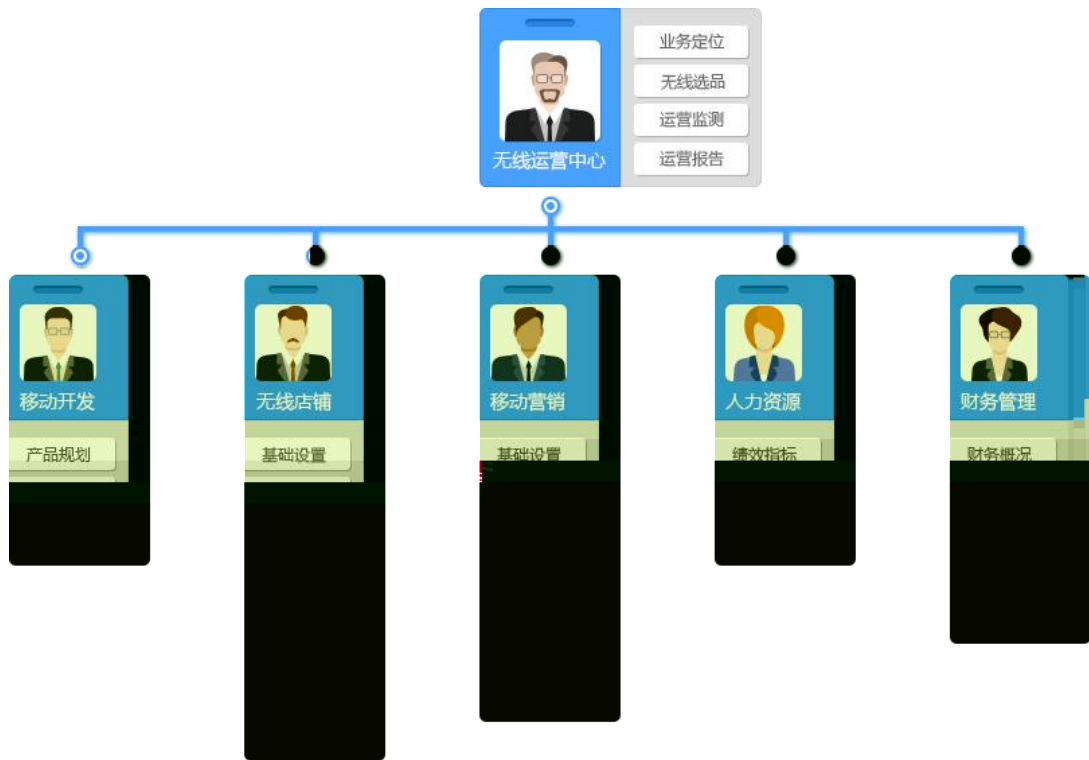 业务定位
无线选品
运营监测
无线运营中心
运营报告
移动开发
无线店铺
移动营销
人力资源
财务管理
产品规划
基础设置
基础设置
绩效指标
财务概况